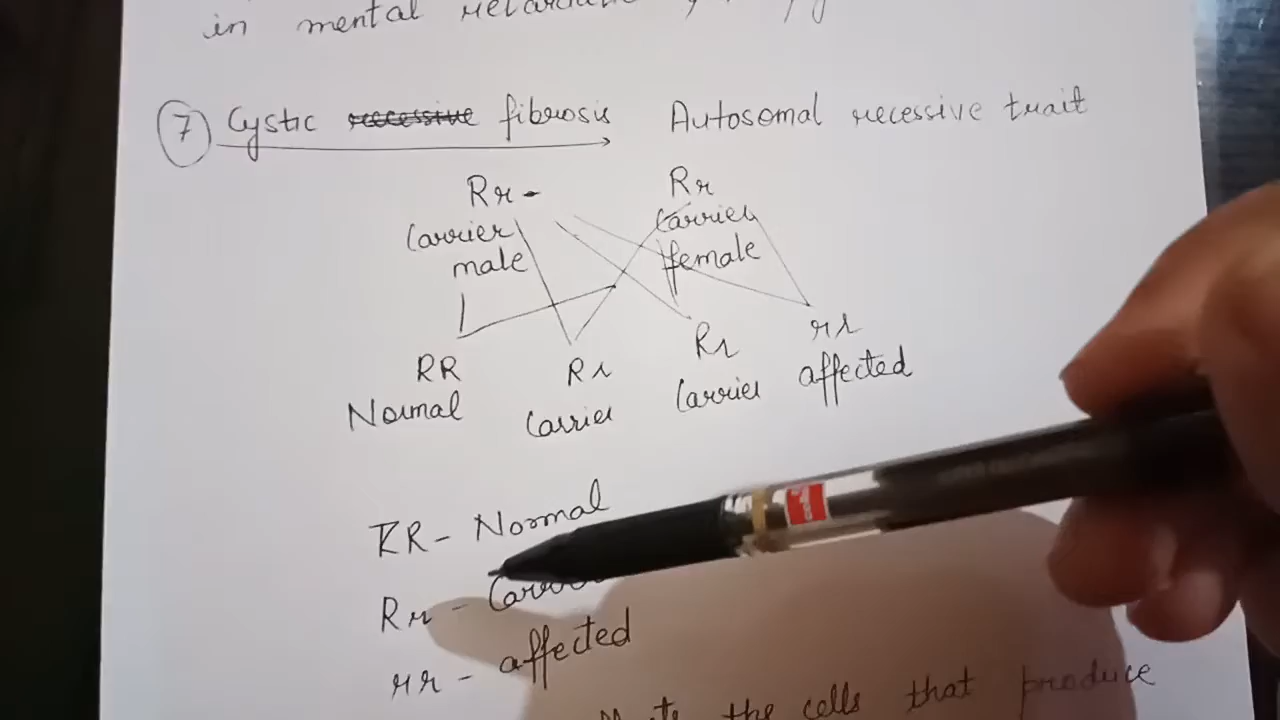 in mental
7 Cystic fibrosis Autosomal recessive trait
Rr - Rr
Carrier male Carrier female
RR Rr Rr rr
Normal Carrier Carrier affected
RR - Normal
Rr -
rr - affected
the cells that produce